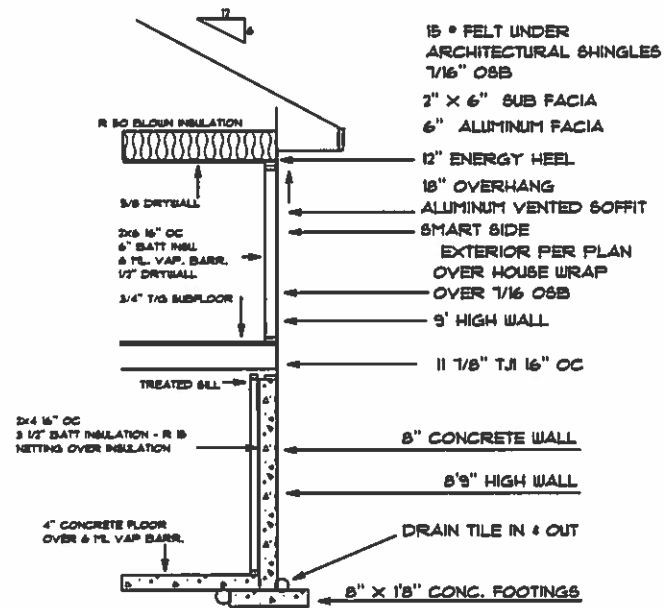 12
6
15 # FELT UNDER
ARCHITECTURAL SHINGLES
7/16" OSB
2" X 6" SUB FACIA
6" ALUMINUM FACIA
12" ENERGY HEEL
18" OVERHANG
ALUMINUM VENTED SOFFIT
SMART SIDE
EXTERIOR PER PLAN
OVER HOUSE WRAP
OVER 7/16 OSB
9' HIGH WALL
11 7/8" TJI 16" OC
8" CONCRETE WALL
8'9" HIGH WALL
DRAIN TILE IN & OUT
8" X 1'8" CONC. FOOTINGS
R 50 BLOWN INSULATION
5/8 DRYWALL
2X6 16" OC
6" BATT INSU.
6 ML. VAP. BARR.
1/2" DRYWALL
3/4" T/G SUBFLOOR
TREATED SILL
2X4 16" OC
3 1/2" BATT INSULATION - R 15
NETTING OVER INSULATION
4" CONCRETE FLOOR
OVER 6 ML VAP BARR.